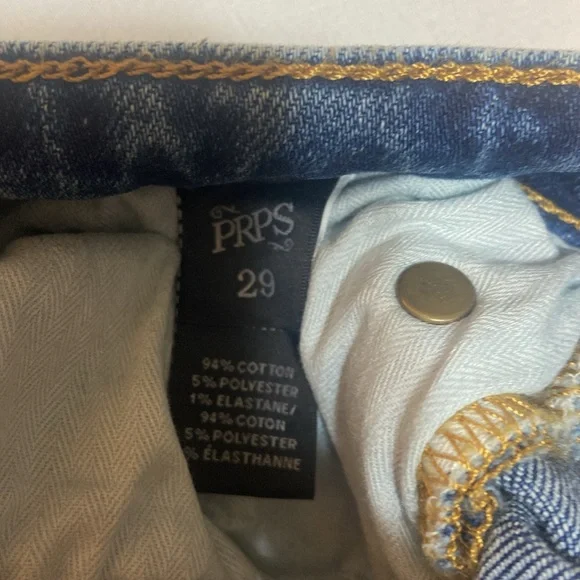 PRPS
29
94% COTTON
5% POLYESTER
1% ELASTANE/
94% COTON
5% POLYESTER
% ÉLASTHANNE